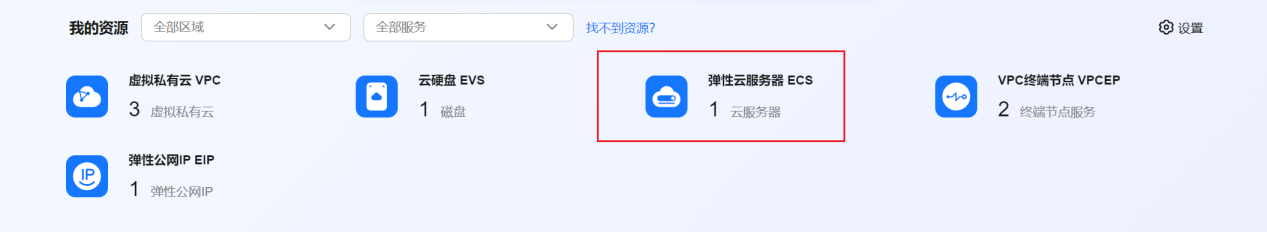 我的资源 全部区域 全部服务 找不到资源? 设置
虚拟私有云 VPC 云硬盘 EVS 弹性云服务器 ECS VPC终端节点 VPCEP
3 虚拟私有云 1 磁盘 1 云服务器 2 终端节点服务
弹性公网IP EIP
IP
1 弹性公网IP